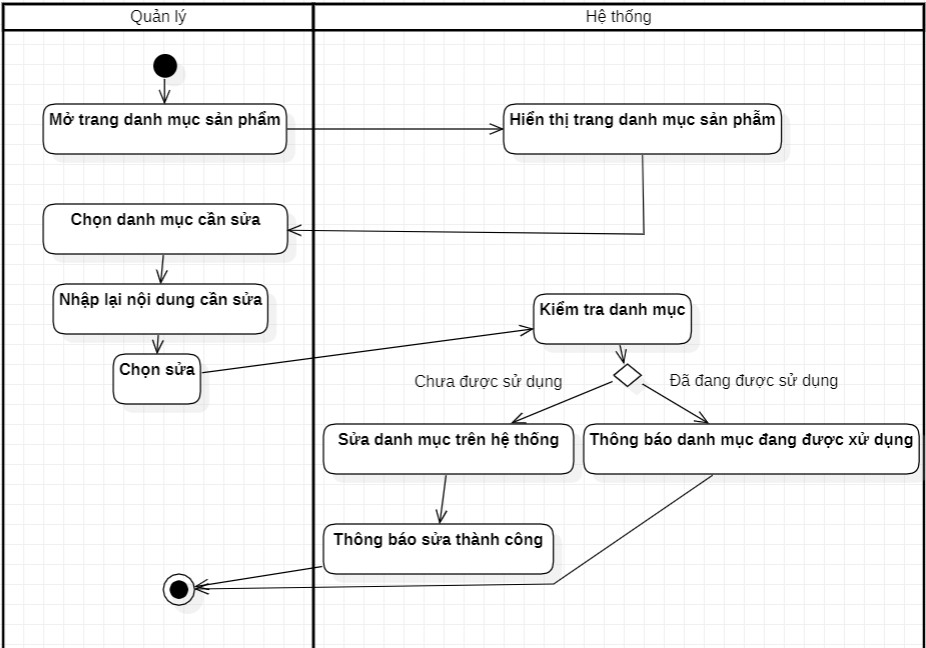 Quản lý
Hệ thống
Mở trang danh mục sản phẩm
Hiển thị trang danh mục sản phẫm
Chọn danh mục cần sửa
Nhập lại nội dung cần sửa
Kiểm tra danh mục
Chọn sửa
Chưa được sử dụng
Đã đang được sử dụng
Sửa danh mục trên hệ thống
Thông báo danh mục đang được xử dụng
Thông báo sửa thành công